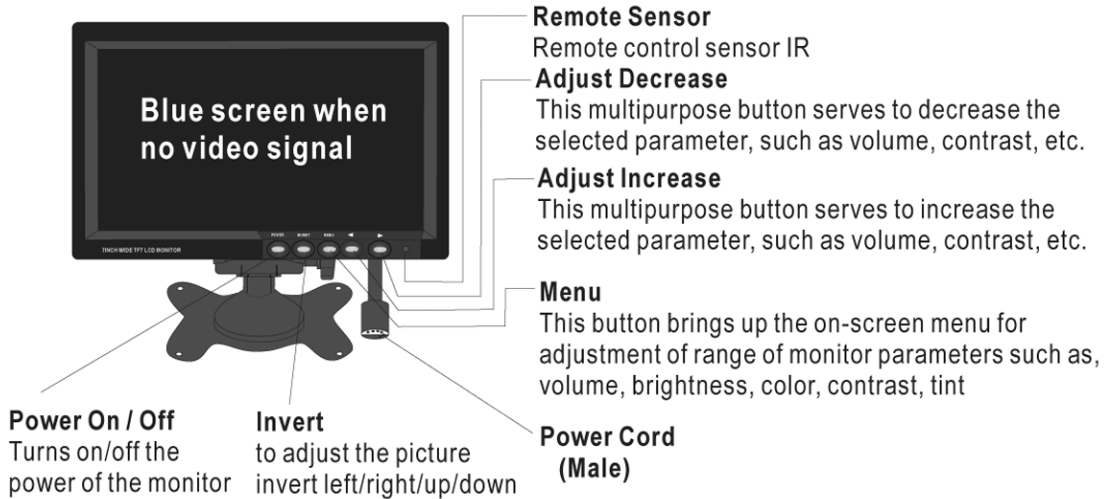 Remote Sensor
Remote control sensor IR
Adjust Decrease
This multipurpose button serves to decrease the
selected parameter, such as volume, contrast, etc.
Adjust Increase
This multipurpose button serves to increase the
selected parameter, such as volume, contrast, etc.
Menu
This button brings up the on-screen menu for
adjustment of range of monitor parameters such as,
volume, brightness, color, contrast, tint
Power Cord
(Male)
Blue screen when
no video signal
POWER INVERT MENU ◄ ►
7INCH WIDE TFT LCD MONITOR
Power On / Off
Turns on/off the
power of the monitor
Invert
to adjust the picture
invert left/right/up/down